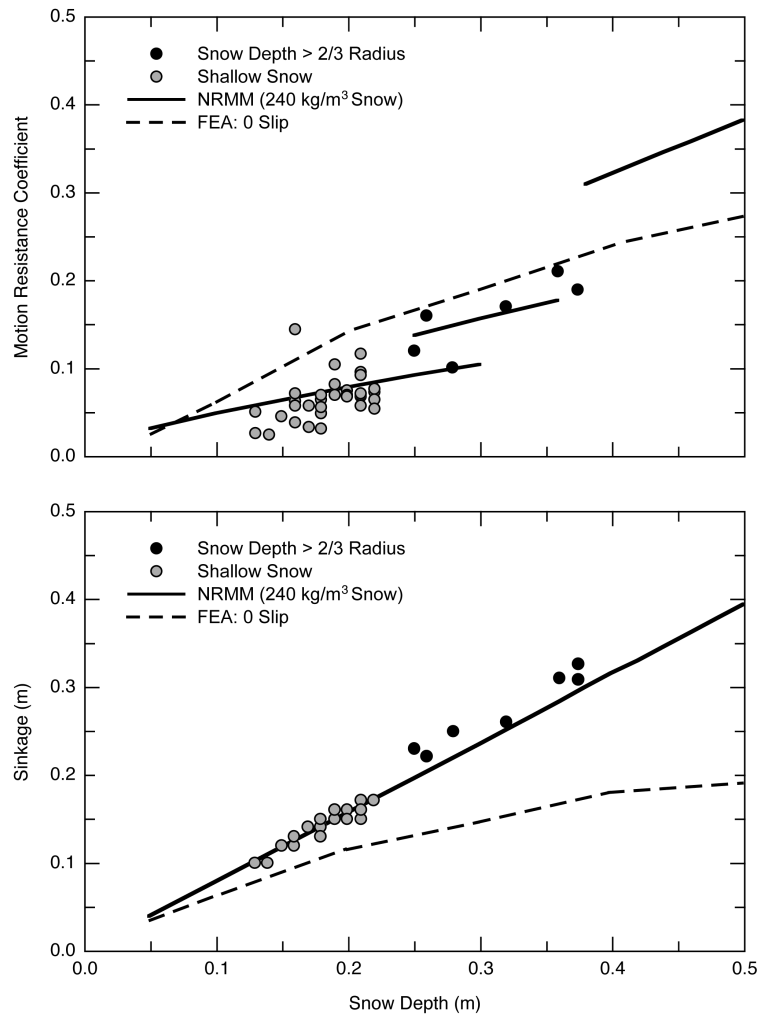 0.5
Snow Depth > 2/3 Radius
Shallow Snow
NRMM (240 kg/m³ Snow)
FEA: 0 Slip
0.4
0.3
0.2
0.1
0.0
Motion Resistance Coefficient
0.5
Snow Depth > 2/3 Radius
Shallow Snow
NRMM (240 kg/m³ Snow)
FEA: 0 Slip
0.4
0.3
0.2
0.1
0.0
Sinkage (m)
0.0 0.1 0.2 0.3 0.4 0.5
Snow Depth (m)